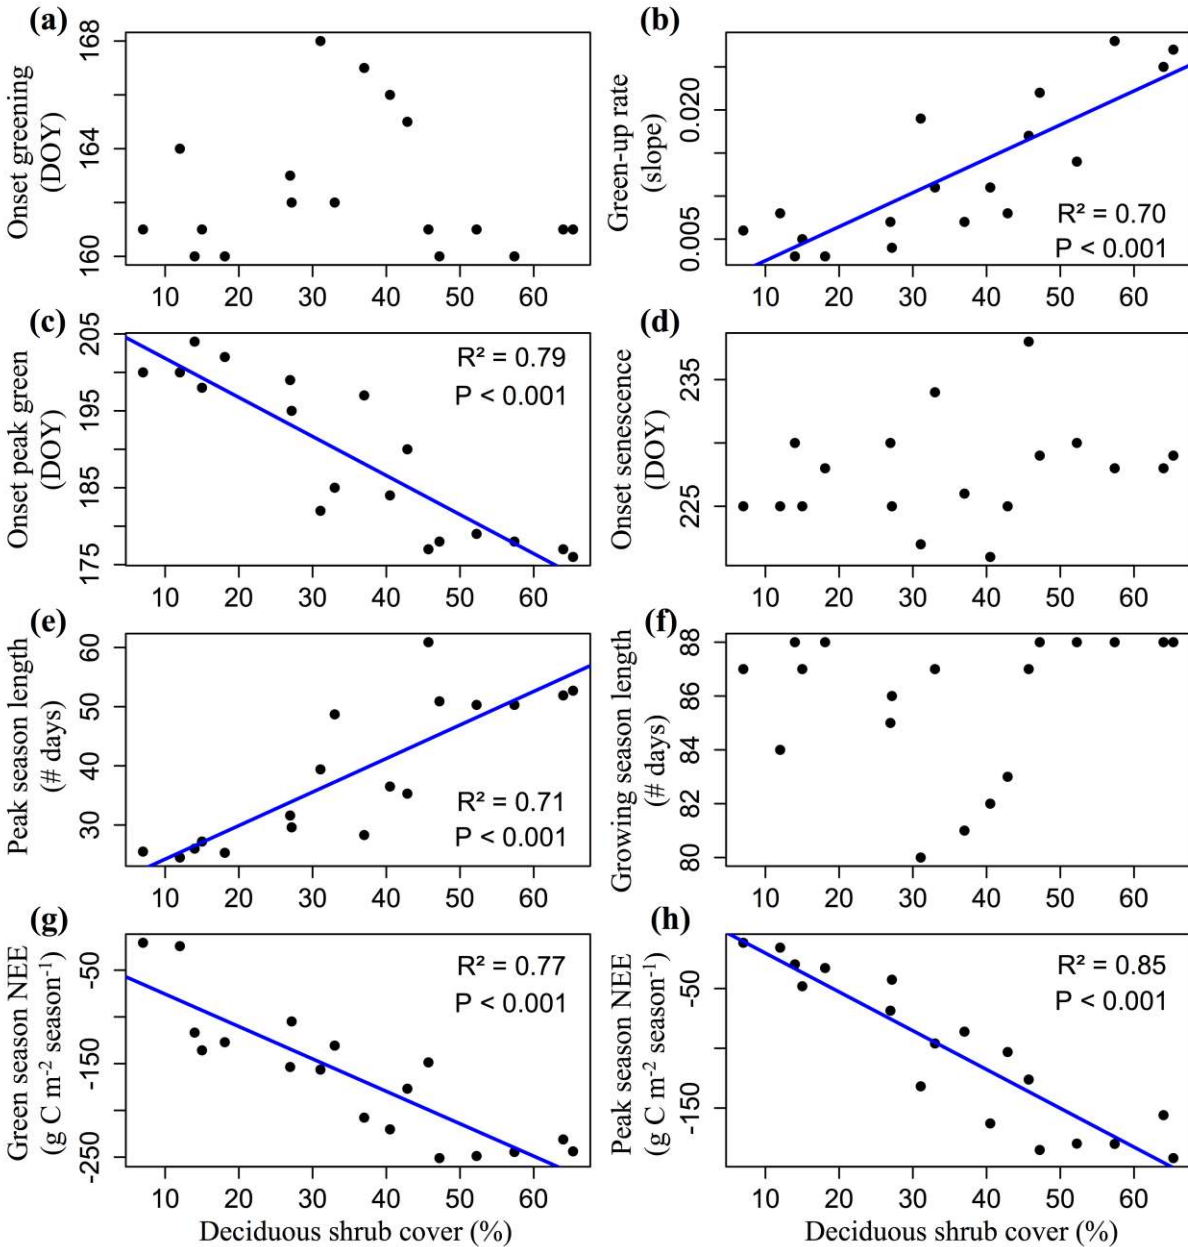 (a)
Onset greening
(DOY)
160 164 168
10 20 30 40 50 60
(b)
Green-up rate
(slope)
0.005 0.020
R² = 0.70
P < 0.001
10 20 30 40 50 60
(c)
Onset peak green
(DOY)
175 185 195 205
R² = 0.79
P < 0.001
10 20 30 40 50 60
(d)
Onset senescence
(DOY)
225 235
10 20 30 40 50 60
(e)
Peak season length
(# days)
30 40 50 60
R² = 0.71
P < 0.001
10 20 30 40 50 60
(f)
Growing season length
(# days)
80 82 84 86 88
10 20 30 40 50 60
(g)
Green season NEE
(g C m⁻² season⁻¹)
-250 -150 -50
R² = 0.77
P < 0.001
10 20 30 40 50 60
Deciduous shrub cover (%)
(h)
Peak season NEE
(g C m⁻² season⁻¹)
-150 -50
R² = 0.85
P < 0.001
10 20 30 40 50 60
Deciduous shrub cover (%)